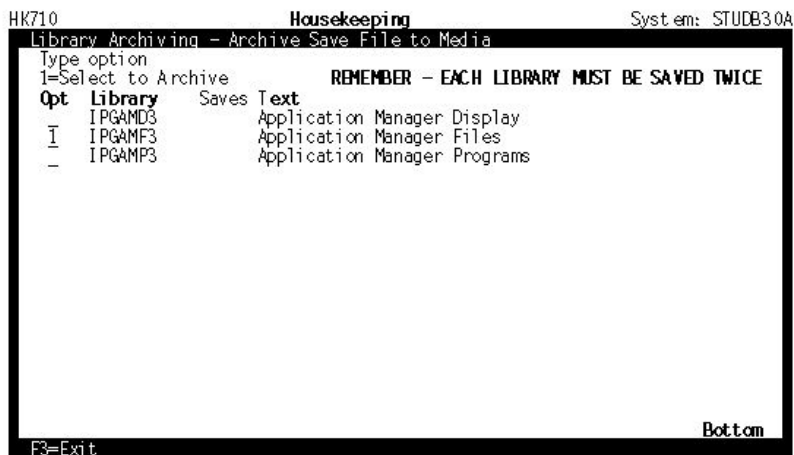 HK710 Housekeeping System: STUDB30A
Library Archiving - Archive Save File to Media
Type option
1=Select to Archive REMEMBER - EACH LIBRARY MUST BE SAVED TWICE
Opt Library Saves Text
_ IPGAMD3 Application Manager Display
1 IPGAMF3 Application Manager Files
_ IPGAMP3 Application Manager Programs
Bottom
F3=Exit